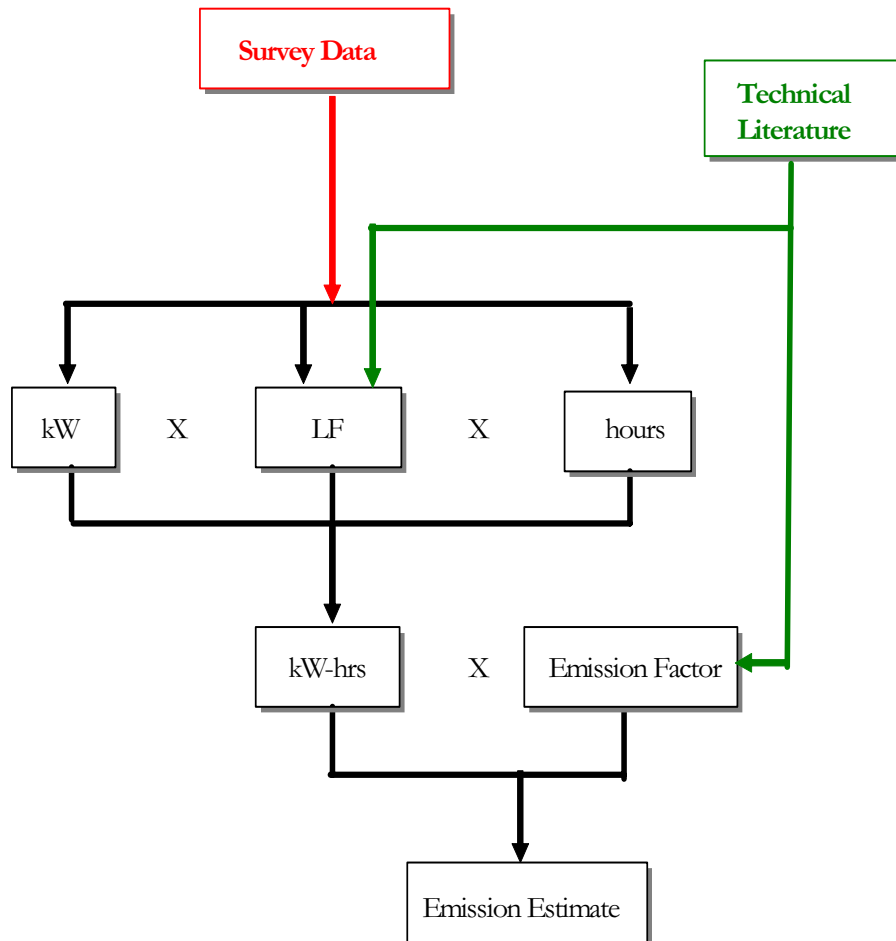 Survey Data
Technical
Literature
kW X LF X hours
kW-hrs X Emission Factor
Emission Estimate